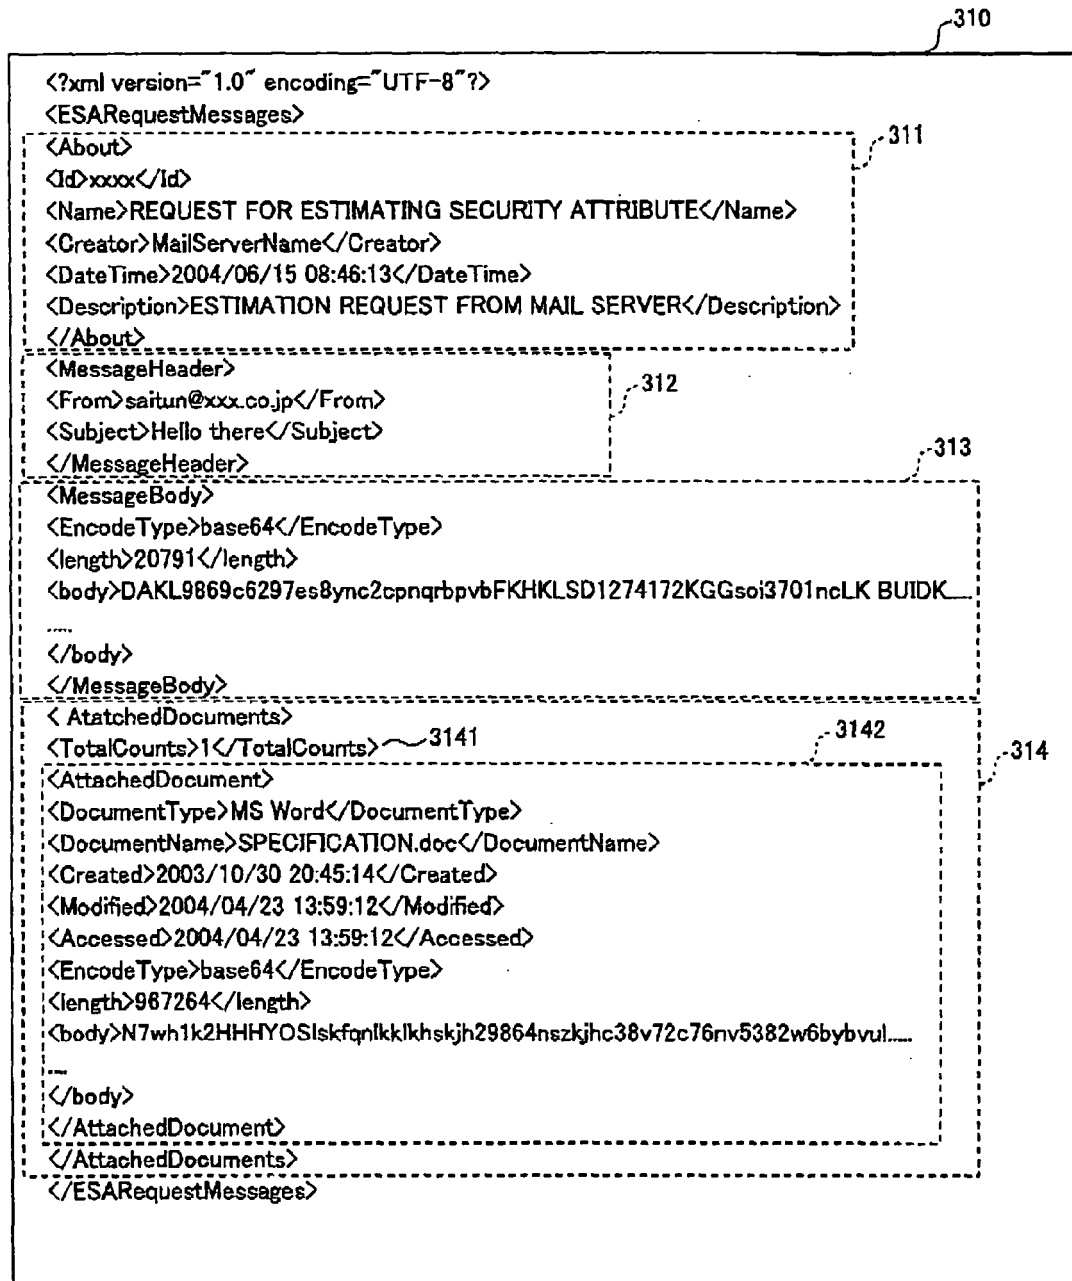 310
<?xml version="1.0" encoding="UTF-8"?>
<ESARequestMessages>
311
<About>
<Id>xxxx</Id>
<Name>REQUEST FOR ESTIMATING SECURITY ATTRIBUTE</Name>
<Creator>MailServerName</Creator>
<DateTime>2004/06/15 08:46:13</DateTime>
<Description>ESTIMATION REQUEST FROM MAIL SERVER</Description>
</About>
<MessageHeader>
312
<From>saitun@xxx.co.jp</From>
<Subject>Hello there</Subject>
</MessageHeader>
313
<MessageBody>
<EncodeType>base64</EncodeType>
<length>20791</length>
<body>DAKL9869c6297es8ync2cpnqrbpvbFKHKLSD1274172KGGsoi3701ncLK BUIDK.....
.....
</body>
</MessageBody>
< AtatchedDocuments>
<TotalCounts>1</TotalCounts> 3141
3142
314
<AttachedDocument>
<DocumentType>MS Word</DocumentType>
<DocumentName>SPECIFICATION.doc</DocumentName>
<Created>2003/10/30 20:45:14</Created>
<Modified>2004/04/23 13:59:12</Modified>
<Accessed>2004/04/23 13:59:12</Accessed>
<EncodeType>base64</EncodeType>
<length>967264</length>
<body>N7wh1k2HHHYOSlskfqnlkklkhskjh29864nszkjhc38v72c76nv5382w6bybvul.....
....
</body>
</AttachedDocument>
</AttachedDocuments>
</ESARequestMessages>